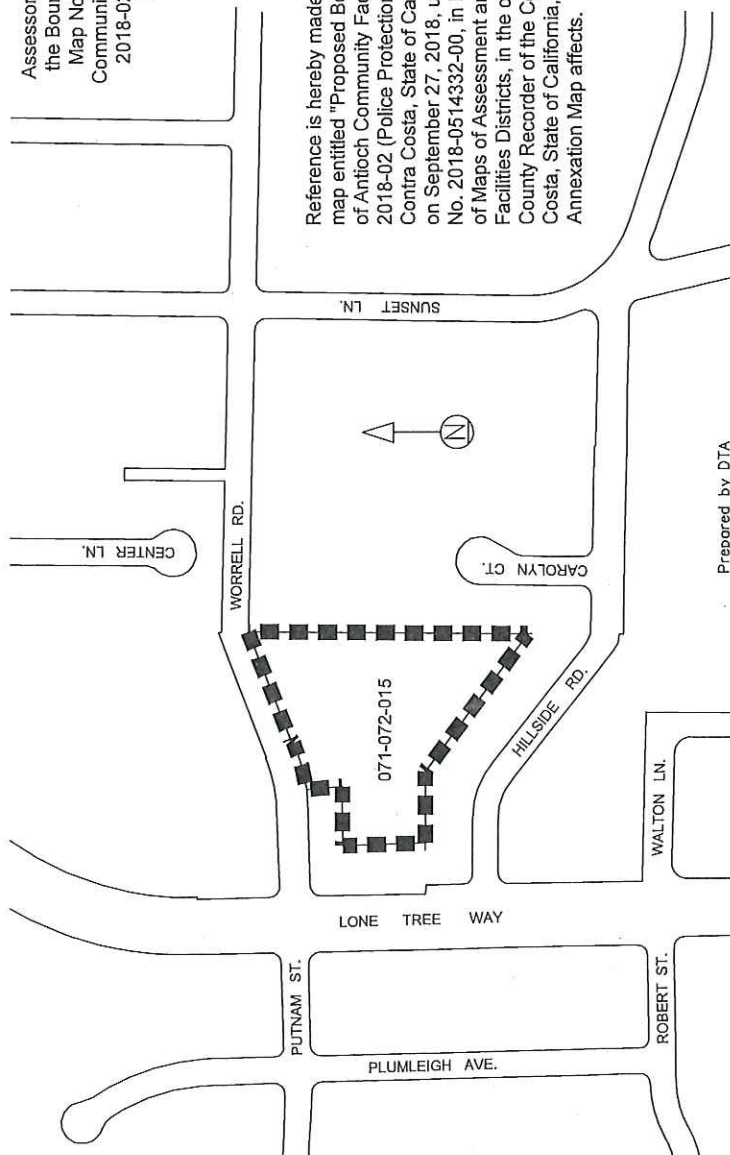 Assessor
the Boun
Map No
Communi
2018-02
Reference is hereby made
map entitled "Proposed Bo
of Antioch Community Fac
2018-02 (Police Protection
Contra Costa, State of Ca
on September 27, 2018, u
No. 2018-0514332-00, in
of Maps of Assessment an
Facilities Districts, in the o
County Recorder of the C
Costa, State of California,
Annexation Map affects.
SUNSET LN.
CENTER LN.
WORRELL RD.
N
CAROLYN CT.
071-072-015
HILLSIDE RD.
WALTON LN.
LONE TREE WAY
PUTNAM ST.
PLUMLEIGH AVE.
ROBERT ST.
Prepared by DTA